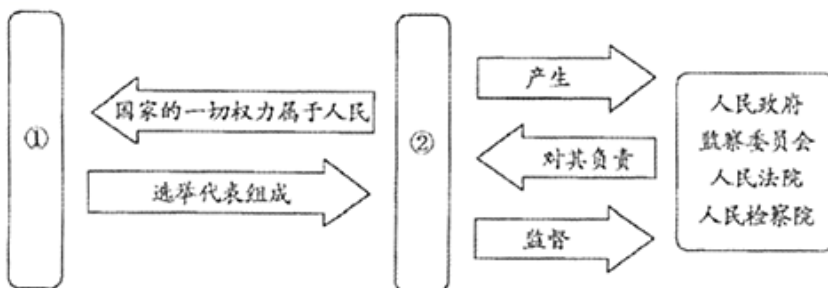 ①
国家的一切权力属于人民
选举代表组成
②
产生
对其负责
监督
人民政府
监察委员会
人民法院
人民检察院